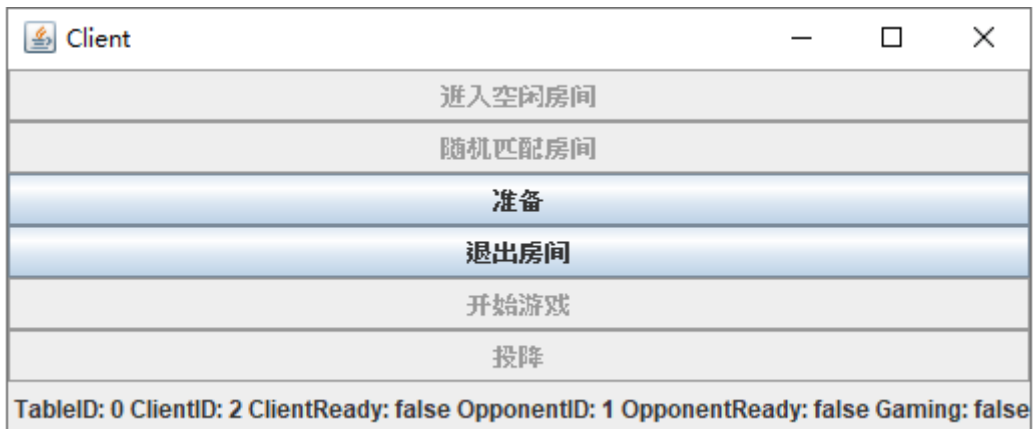 Client
进入空闲房间
随机匹配房间
准备
退出房间
开始游戏
投降
TableID: 0 ClientID: 2 ClientReady: false OpponentID: 1 OpponentReady: false Gaming: false